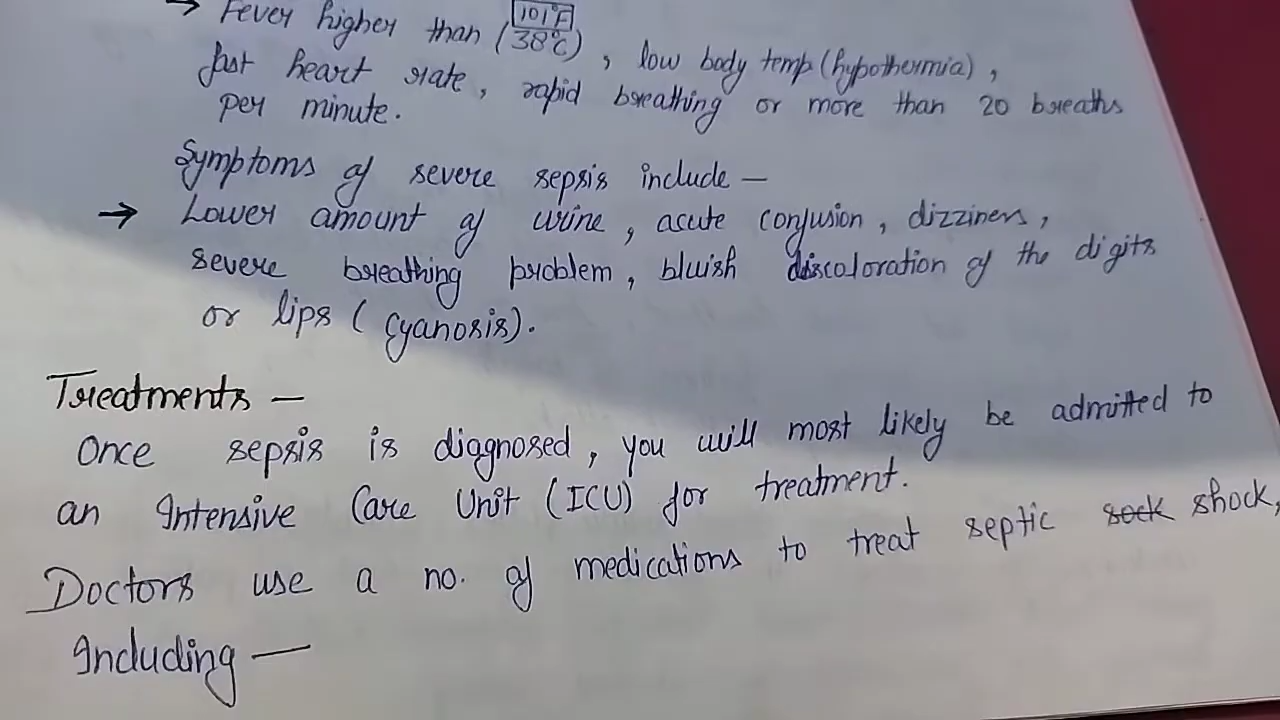 → Fever higher than (101°F/38°C), low body temp (hypothermia),
fast heart rate, rapid breathing or more than 20 breaths
per minute.
Symptoms of severe sepsis include —
→ Lower amount of urine, acute confusion, dizziness,
severe breathing problem, bluish discoloration of the digits
or lips (Cyanosis).
Treatments —
Once sepsis is diagnosed, you will most likely be admitted to
an Intensive Care Unit (ICU) for treatment.
Doctors use a no. of medications to treat septic sock shock,
Including —